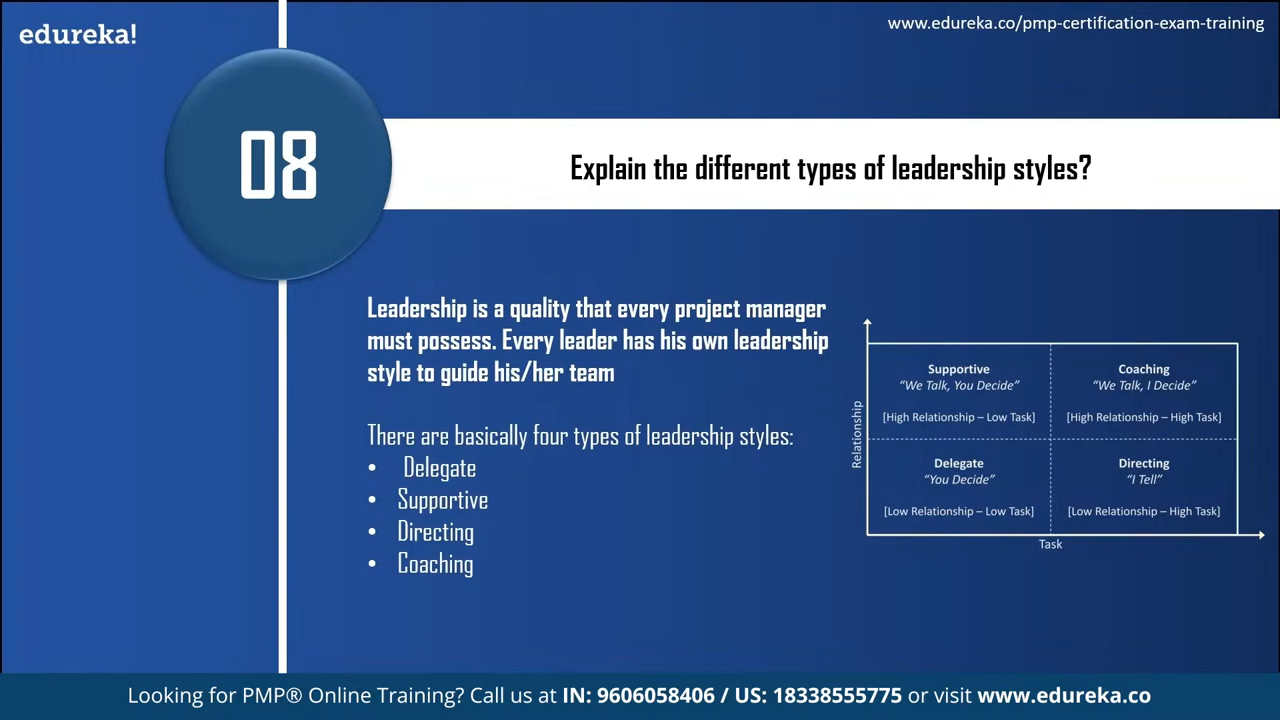 edureka!
www.edureka.co/pmp-certification-exam-training
08
Explain the different types of leadership styles?
Leadership is a quality that every project manager
must possess. Every leader has his own leadership
style to guide his/her team
There are basically four types of leadership styles:
• Delegate
• Supportive
• Directing
• Coaching
Relationship
Supportive
“We Talk, You Decide”
[High Relationship – Low Task]
Coaching
“We Talk, I Decide”
[High Relationship – High Task]
Delegate
“You Decide”
[Low Relationship – Low Task]
Directing
“I Tell”
[Low Relationship – High Task]
Task
Looking for PMP® Online Training? Call us at IN: 9606058406 / US: 18338555775 or visit www.edureka.co